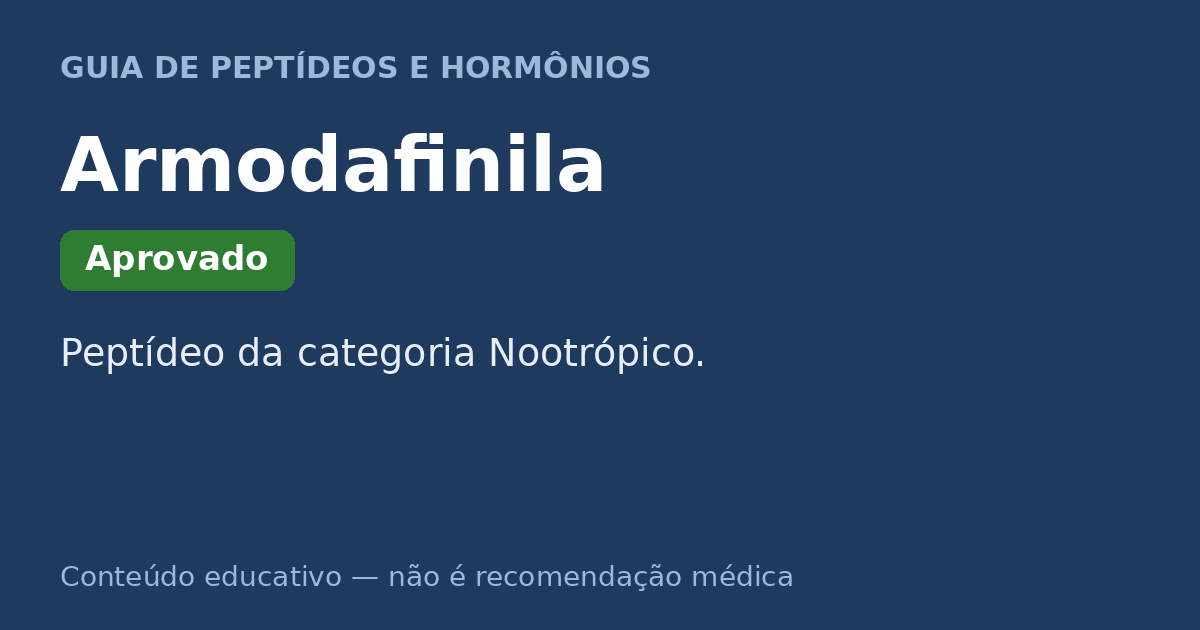 GUIA DE PEPTÍDEOS E HORMÔNIOS
Armodafinila
Aprovado
Peptídeo da categoria Nootrópico.
Conteúdo educativo — não é recomendação médica